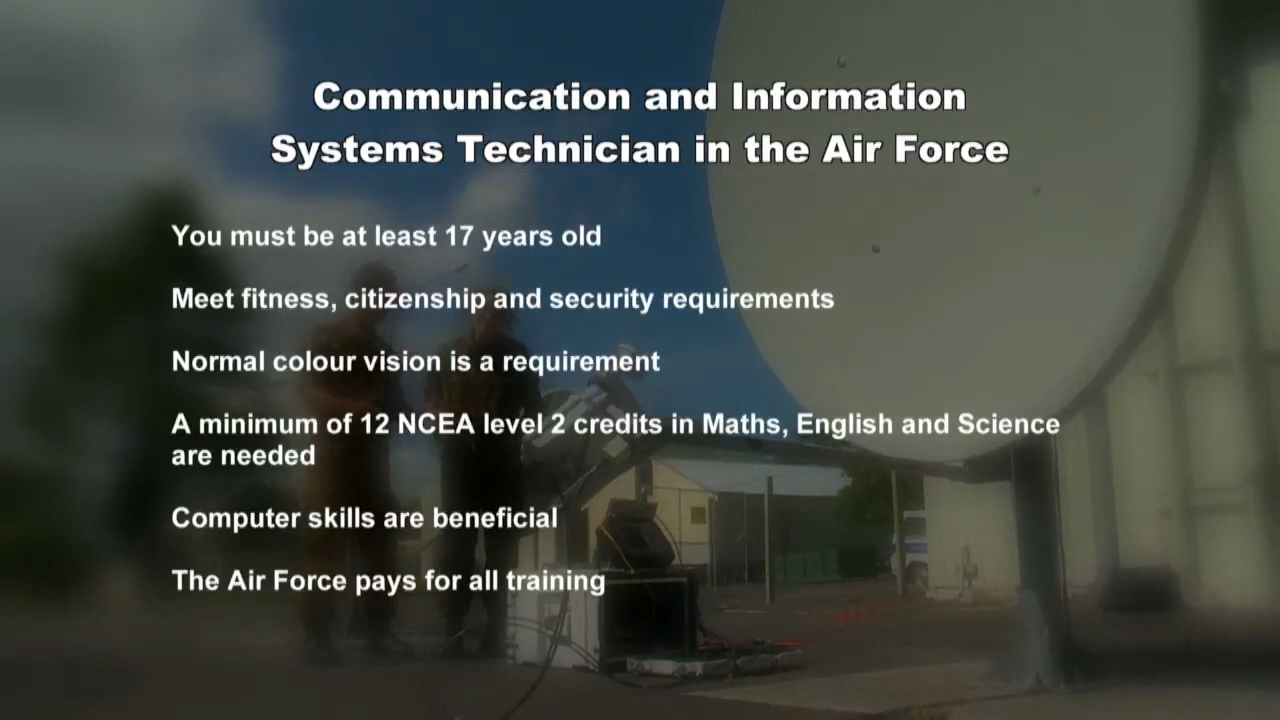 Communication and Information
Systems Technician in the Air Force
You must be at least 17 years old
Meet fitness, citizenship and security requirements
Normal colour vision is a requirement
A minimum of 12 NCEA level 2 credits in Maths, English and Science
are needed
Computer skills are beneficial
The Air Force pays for all training